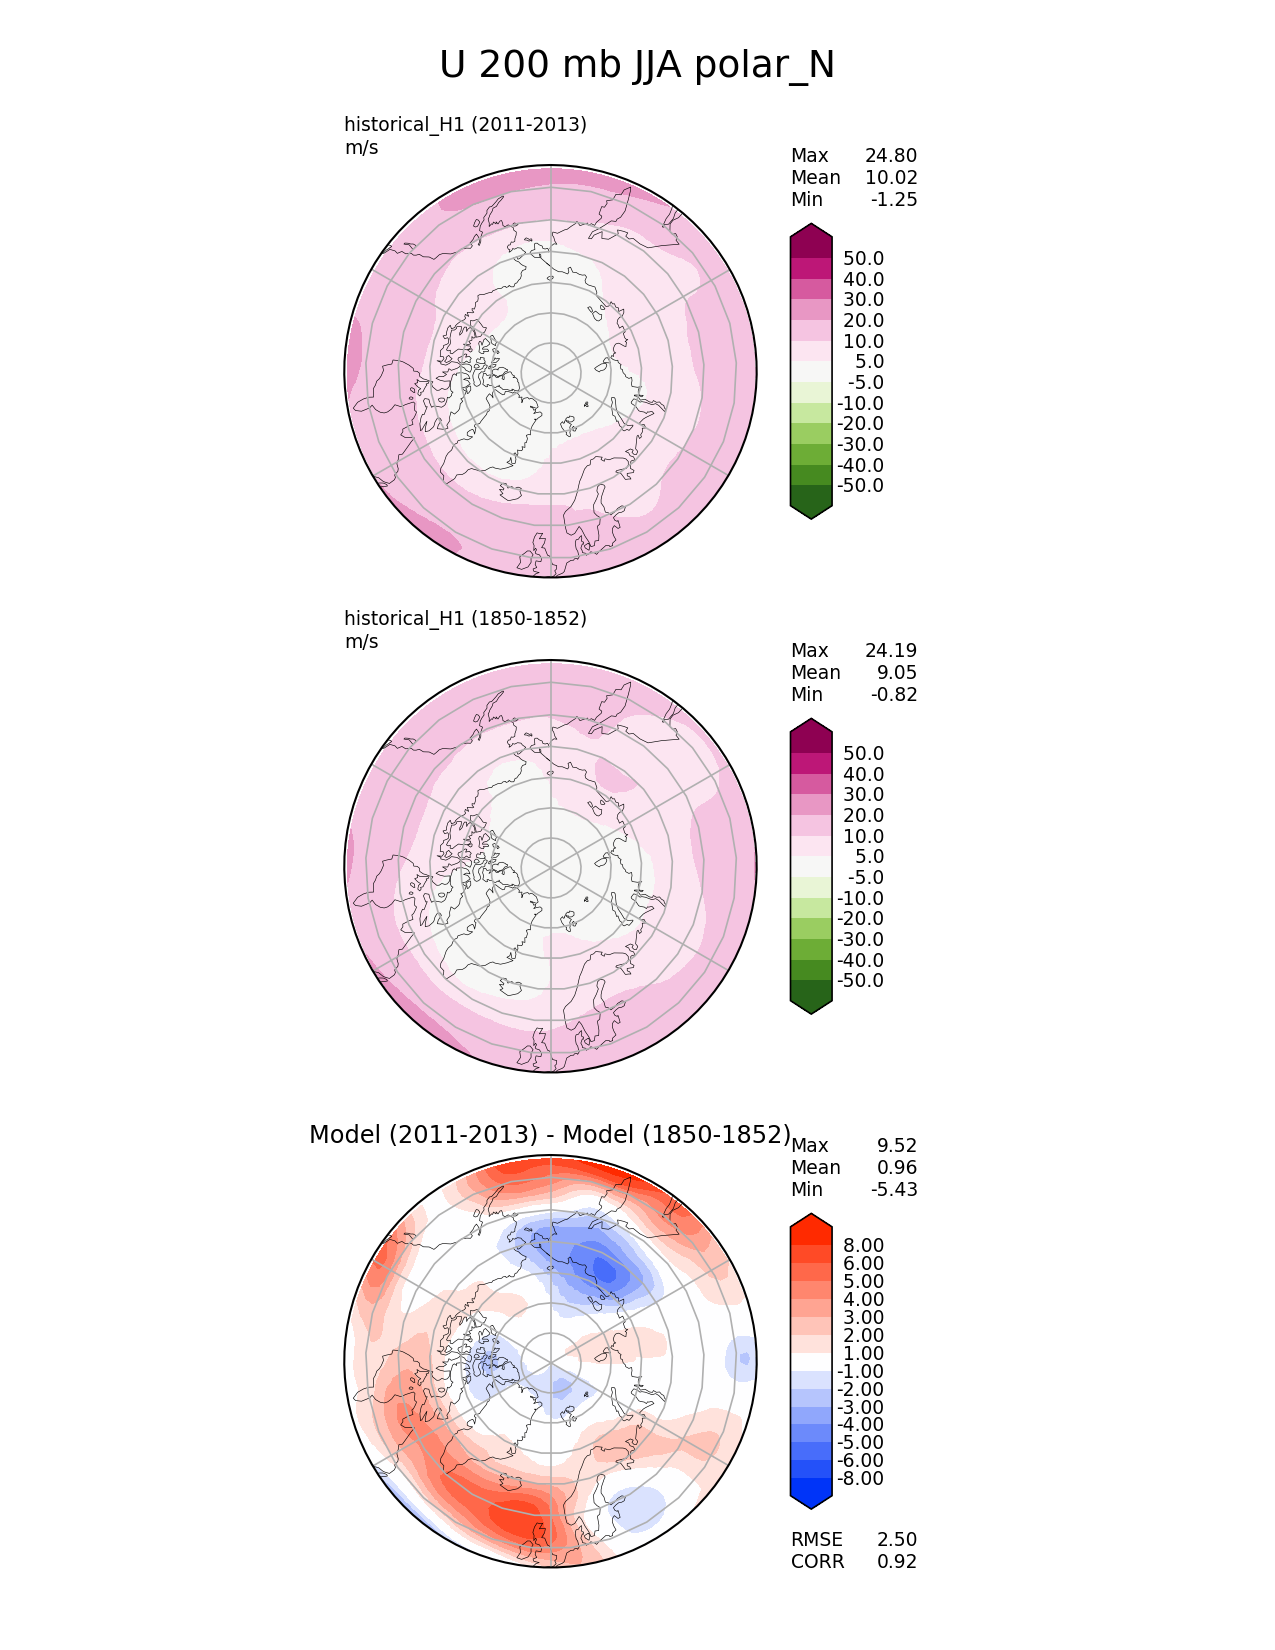 U 200 mb JJA polar_N
historical_H1 (2011-2013)
m/s
Max 24.80
Mean 10.02
Min -1.25
50.0
40.0
30.0
20.0
10.0
5.0
-5.0
-10.0
-20.0
-30.0
-40.0
-50.0
historical_H1 (1850-1852)
m/s
Max 24.19
Mean 9.05
Min -0.82
50.0
40.0
30.0
20.0
10.0
5.0
-5.0
-10.0
-20.0
-30.0
-40.0
-50.0
Model (2011-2013) - Model (1850-1852)
Max 9.52
Mean 0.96
Min -5.43
8.00
6.00
5.00
4.00
3.00
2.00
1.00
-1.00
-2.00
-3.00
-4.00
-5.00
-6.00
-8.00
RMSE 2.50
CORR 0.92